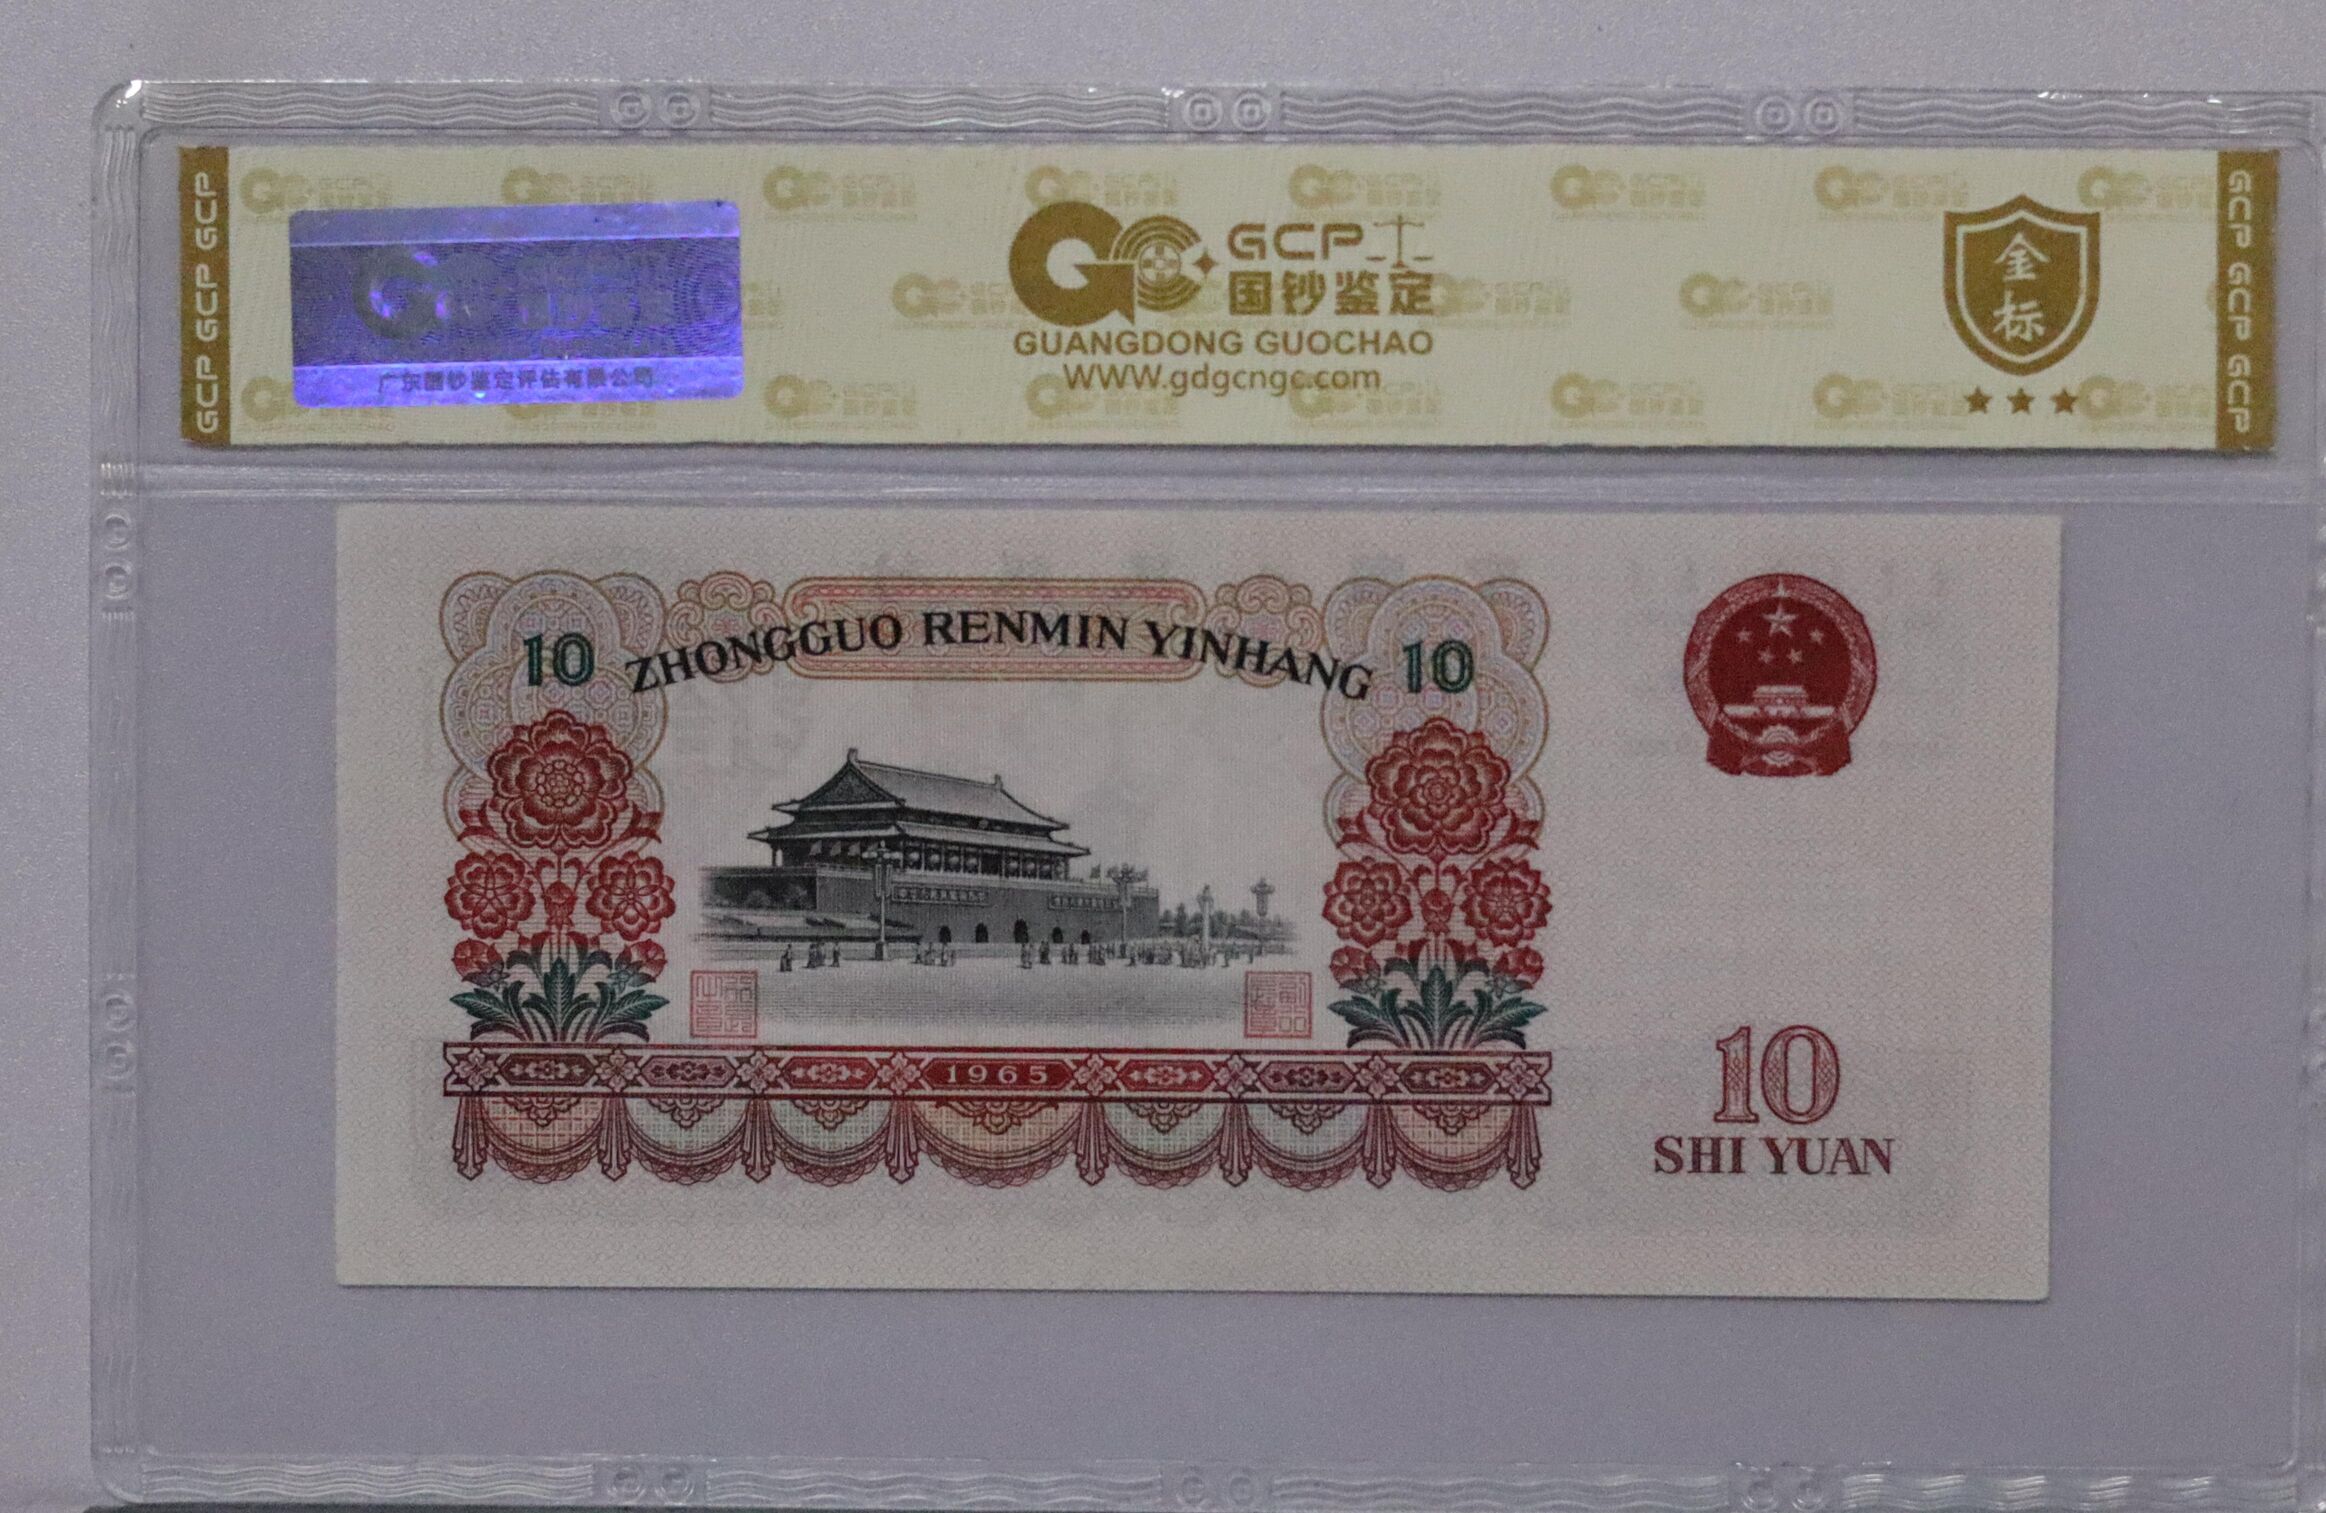 GCP GCP GCP
GCP
国钞鉴定
GUANGDONG GUOCHAO
WWW.gdgcngc.com
广东国钞鉴定评估有限公司
金标
GCP GCP GCP
10 ZHONGGUO RENMIN YINHANG 10
1965
10
SHI YUAN